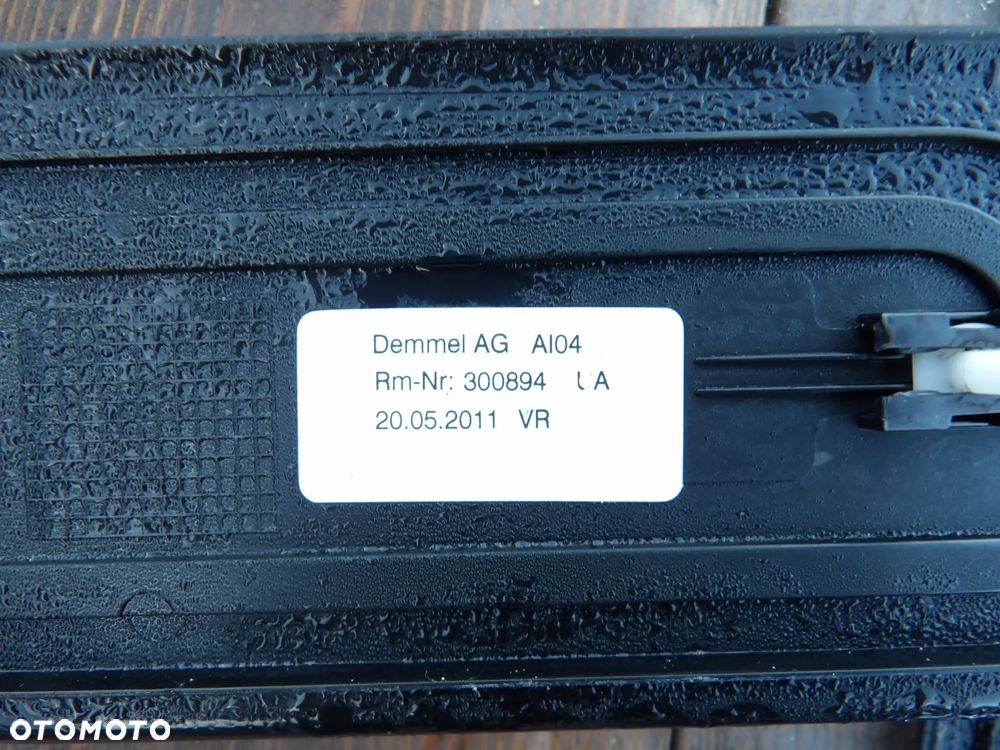 Demmel AG AI04
Rm-Nr: 300894
20.05.2011 VR
OTOMOTO